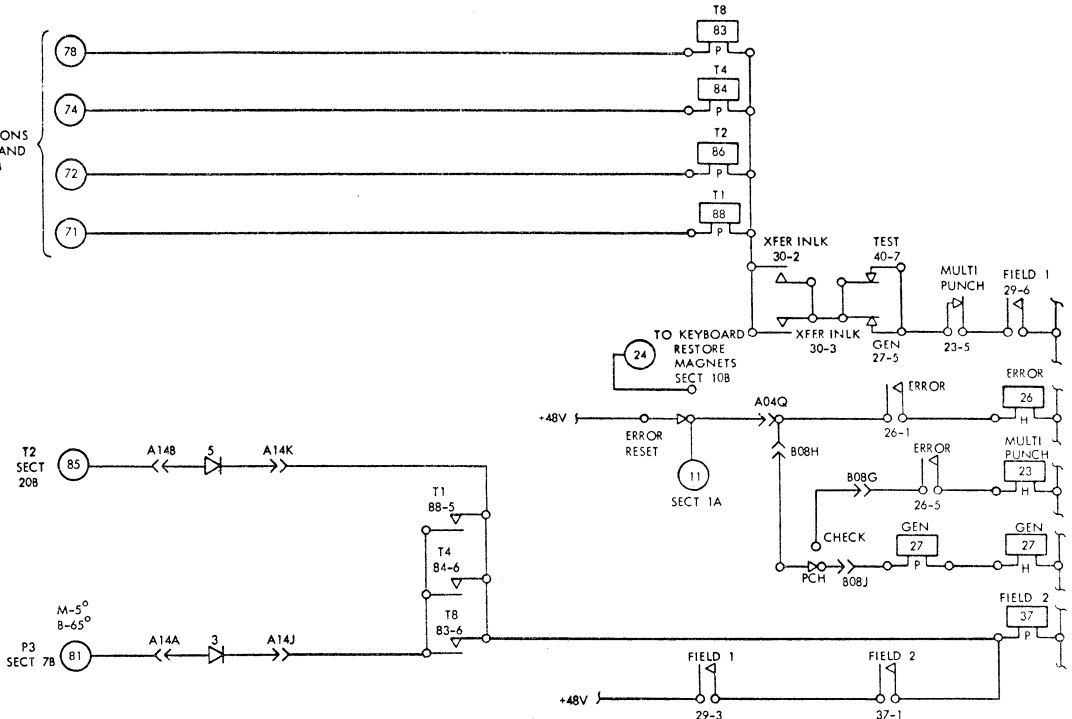 T8
83
P
78
T4
84
P
74
ONS
AND
T2
86
P
72
T1
88
P
71
XFER INLK
30-2
TEST
40-7
MULTI
PUNCH
FIELD 1
29-6
XFER INLK
30-3
GEN
27-5
23-5
24
TO KEYBOARD
RESTORE
MAGNETS
SECT 10B
ERROR
26
H
A04Q
ERROR
+48V
ERROR
RESET
26-1
11
SECT 1A
B08H
T2
SECT
20B
85
A14B
5
A14K
MULTI
PUNCH
23
H
ERROR
B08G
26-5
T1
88-5
CHECK
GEN
27
P
GEN
27
H
T4
84-6
PCH
B08J
M-5°
B-65°
T8
83-6
FIELD 2
37
P
P3
SECT 7B
81
A14A
3
A14J
FIELD 1
FIELD 2
+48V
29-3
37-1